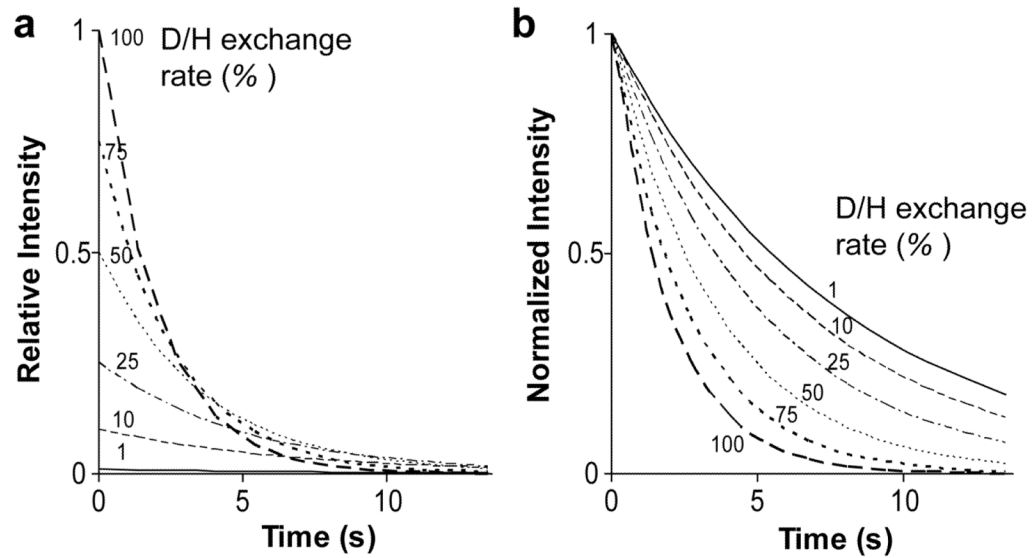 a
1
100
D/H exchange
rate (% )
75
0.5
50
25
10
1
0
0
5
10
Relative Intensity
Time (s)
b
1
D/H exchange
rate (% )
0.5
1
10
25
50
75
100
0
0
5
10
Normalized Intensity
Time (s)